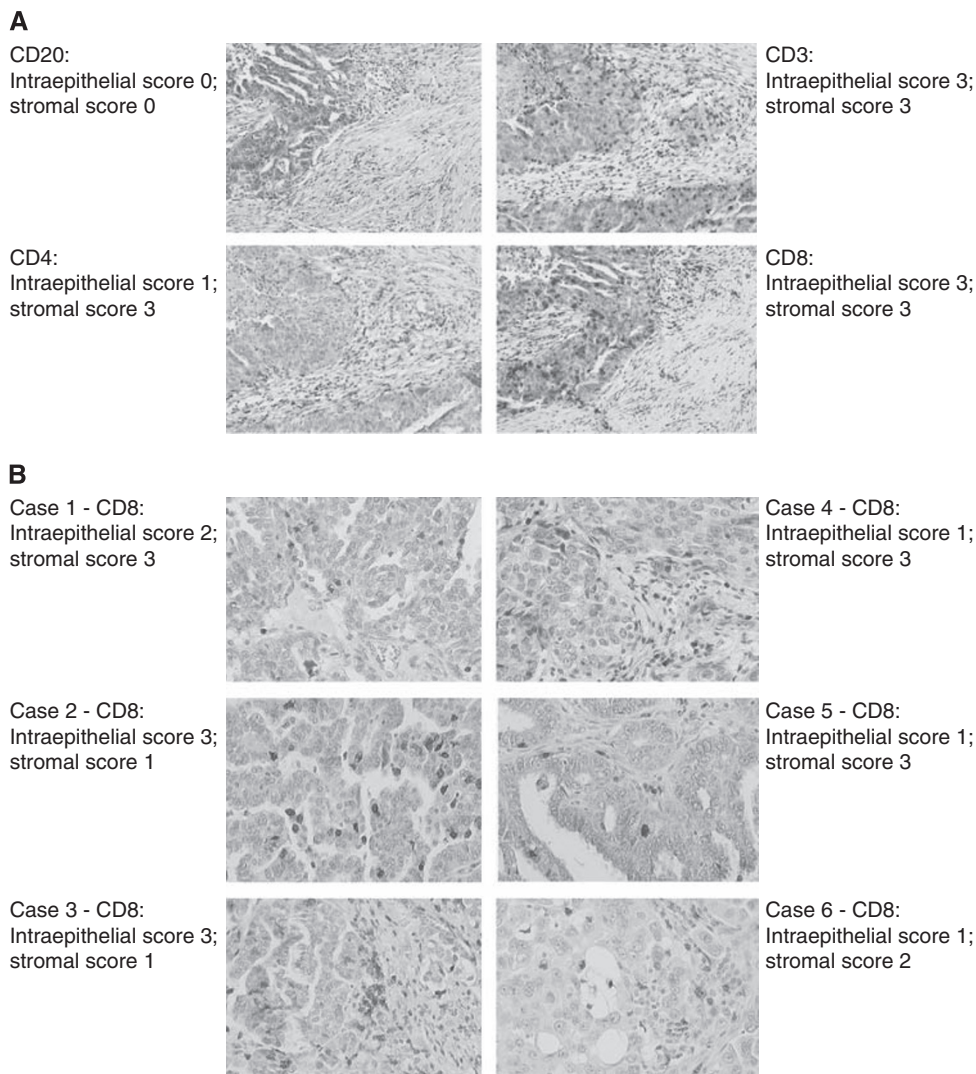 A
CD20:
Intraepithelial score 0;
stromal score 0
CD3:
Intraepithelial score 3;
stromal score 3
CD4:
Intraepithelial score 1;
stromal score 3
CD8:
Intraepithelial score 3;
stromal score 3
B
Case 1 - CD8:
Intraepithelial score 2;
stromal score 3
Case 4 - CD8:
Intraepithelial score 1;
stromal score 3
Case 2 - CD8:
Intraepithelial score 3;
stromal score 1
Case 5 - CD8:
Intraepithelial score 1;
stromal score 3
Case 3 - CD8:
Intraepithelial score 3;
stromal score 1
Case 6 - CD8:
Intraepithelial score 1;
stromal score 2